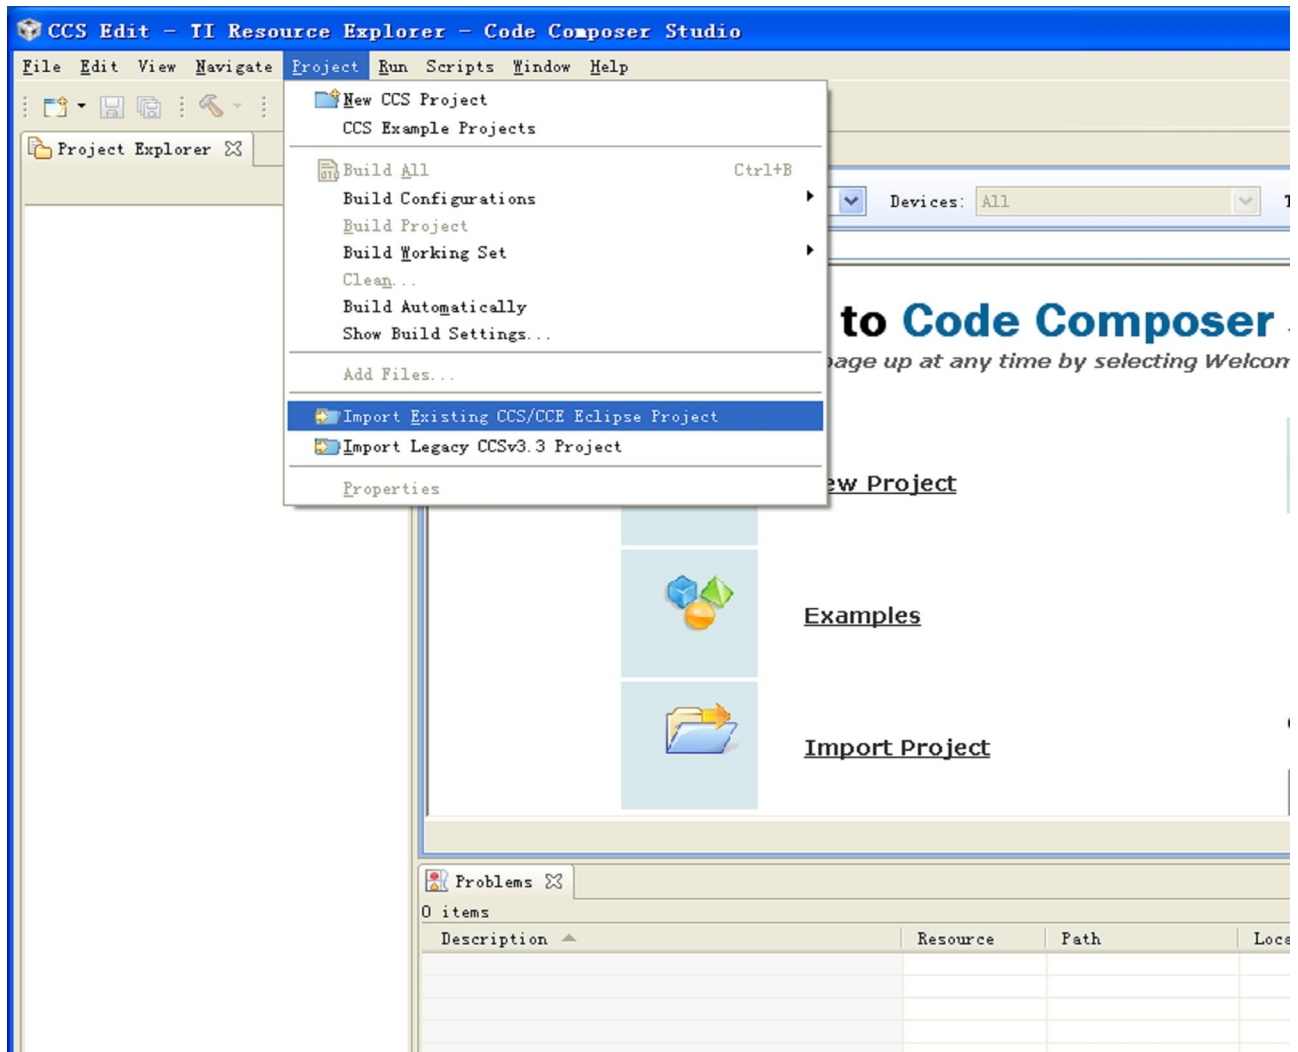 CCS Edit - TI Resource Explorer - Code Composer Studio
File Edit View Navigate Project Run Scripts Window Help
New CCS Project
CCS Example Projects
Project Explorer
Build All Ctrl+B
Build Configurations
Devices: All
Build Project
Build Working Set
Clean...
Build Automatically
to Code Composer
Show Build Settings...
page up at any time by selecting
Add Files...
Import Existing CCS/CCE Eclipse Project
Import Legacy CCSv3.3 Project
Properties
Project
Examples
Import Project
Problems
0 items
Description Resource Path